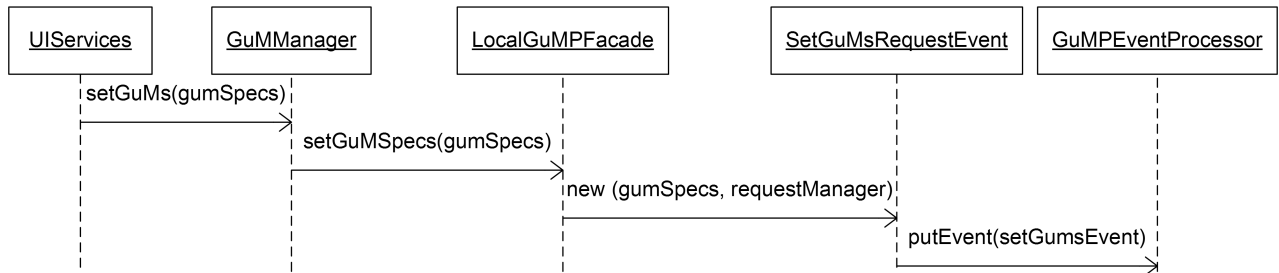 UIServices
GuMManager
LocalGuMPFacade
SetGuMsRequestEvent
GuMPEventProcessor
setGuMs(gumSpecs)
setGuMSpecs(gumSpecs)
new (gumSpecs, requestManager)
putEvent(setGumsEvent)